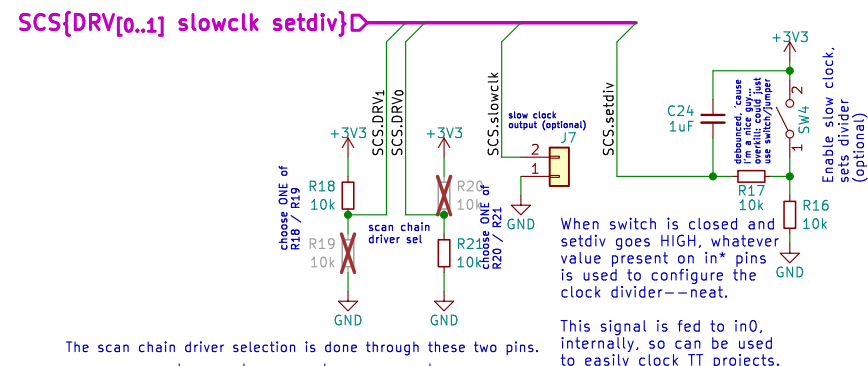 SCS{DRV[0..1] slowclk setdiv}
SCS.DRV1
SCS.DRV0
SCS.slowclk
SCS.setdiv
+3V3
+3V3
+3V3
slow clock
output (optional)
J7
2
1
GND
C24
1uF
debounced, 'cause
I'm a nice guy...
overkill: could just
use switch/jumper
2
SW4
1
Enable slow clock,
sets divider
(optional)
R17
10k
R16
10k
GND
choose ONE of
R18 / R19
R18
10k
R19
10k
GND
scan chain
driver sel
R20
10k
choose ONE of
R20 / R21
R21
10k
GND
When switch is closed and
setdiv goes HIGH, whatever
value present on in* pins
is used to configure the
clock divider--neat.
This signal is fed to in0,
internally, so can be used
to easily clock TT projects.
The scan chain driver selection is done through these two pins.